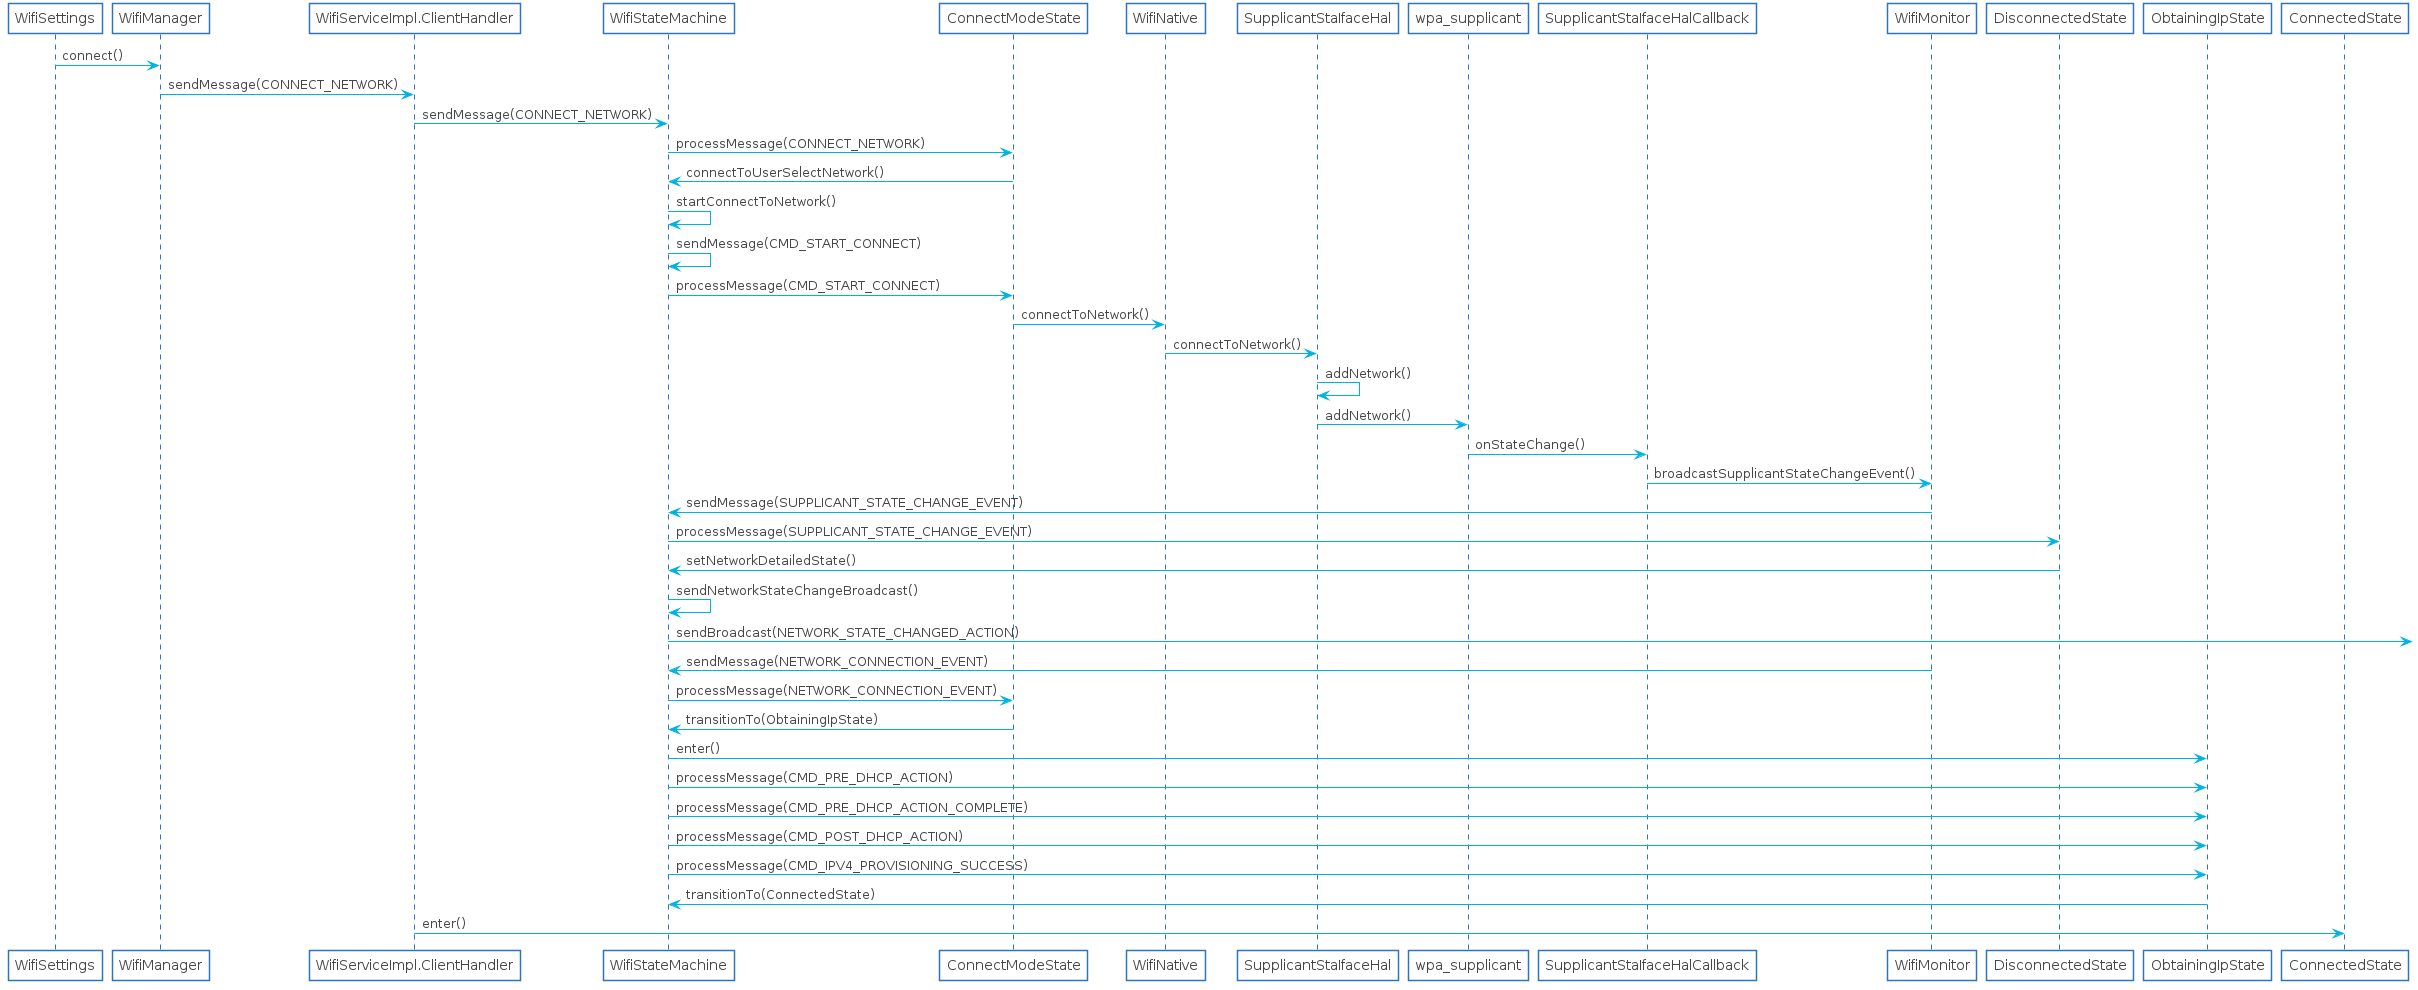 WifiSettings WifiManager WifiServiceImpl.ClientHandler WifiStateMachine ConnectModeState WifiNative SupplicantStaIfaceHal wpa_supplicant SupplicantStaIfaceHalCallback WifiMonitor DisconnectedState ObtainingIpState ConnectedState
connect()
sendMessage(CONNECT_NETWORK)
sendMessage(CONNECT_NETWORK)
processMessage(CONNECT_NETWORK)
connectToUserSelectNetwork()
startConnectToNetwork()
sendMessage(CMD_START_CONNECT)
processMessage(CMD_START_CONNECT)
connectToNetwork()
connectToNetwork()
addNetwork()
addNetwork()
onStateChange()
broadcastSupplicantStateChangeEvent()
sendMessage(SUPPLICANT_STATE_CHANGE_EVENT)
processMessage(SUPPLICANT_STATE_CHANGE_EVENT)
setNetworkDetailedState()
sendNetworkStateChangeBroadcast()
sendBroadcast(NETWORK_STATE_CHANGED_ACTION)
sendMessage(NETWORK_CONNECTION_EVENT)
processMessage(NETWORK_CONNECTION_EVENT)
transitionTo(ObtainingIpState)
enter()
processMessage(CMD_PRE_DHCP_ACTION)
processMessage(CMD_PRE_DHCP_ACTION_COMPLETE)
processMessage(CMD_POST_DHCP_ACTION)
processMessage(CMD_IPV4_PROVISIONING_SUCCESS)
transitionTo(ConnectedState)
enter()
WifiSettings WifiManager WifiServiceImpl.ClientHandler WifiStateMachine ConnectModeState WifiNative SupplicantStaIfaceHal wpa_supplicant SupplicantStaIfaceHalCallback WifiMonitor DisconnectedState ObtainingIpState ConnectedState